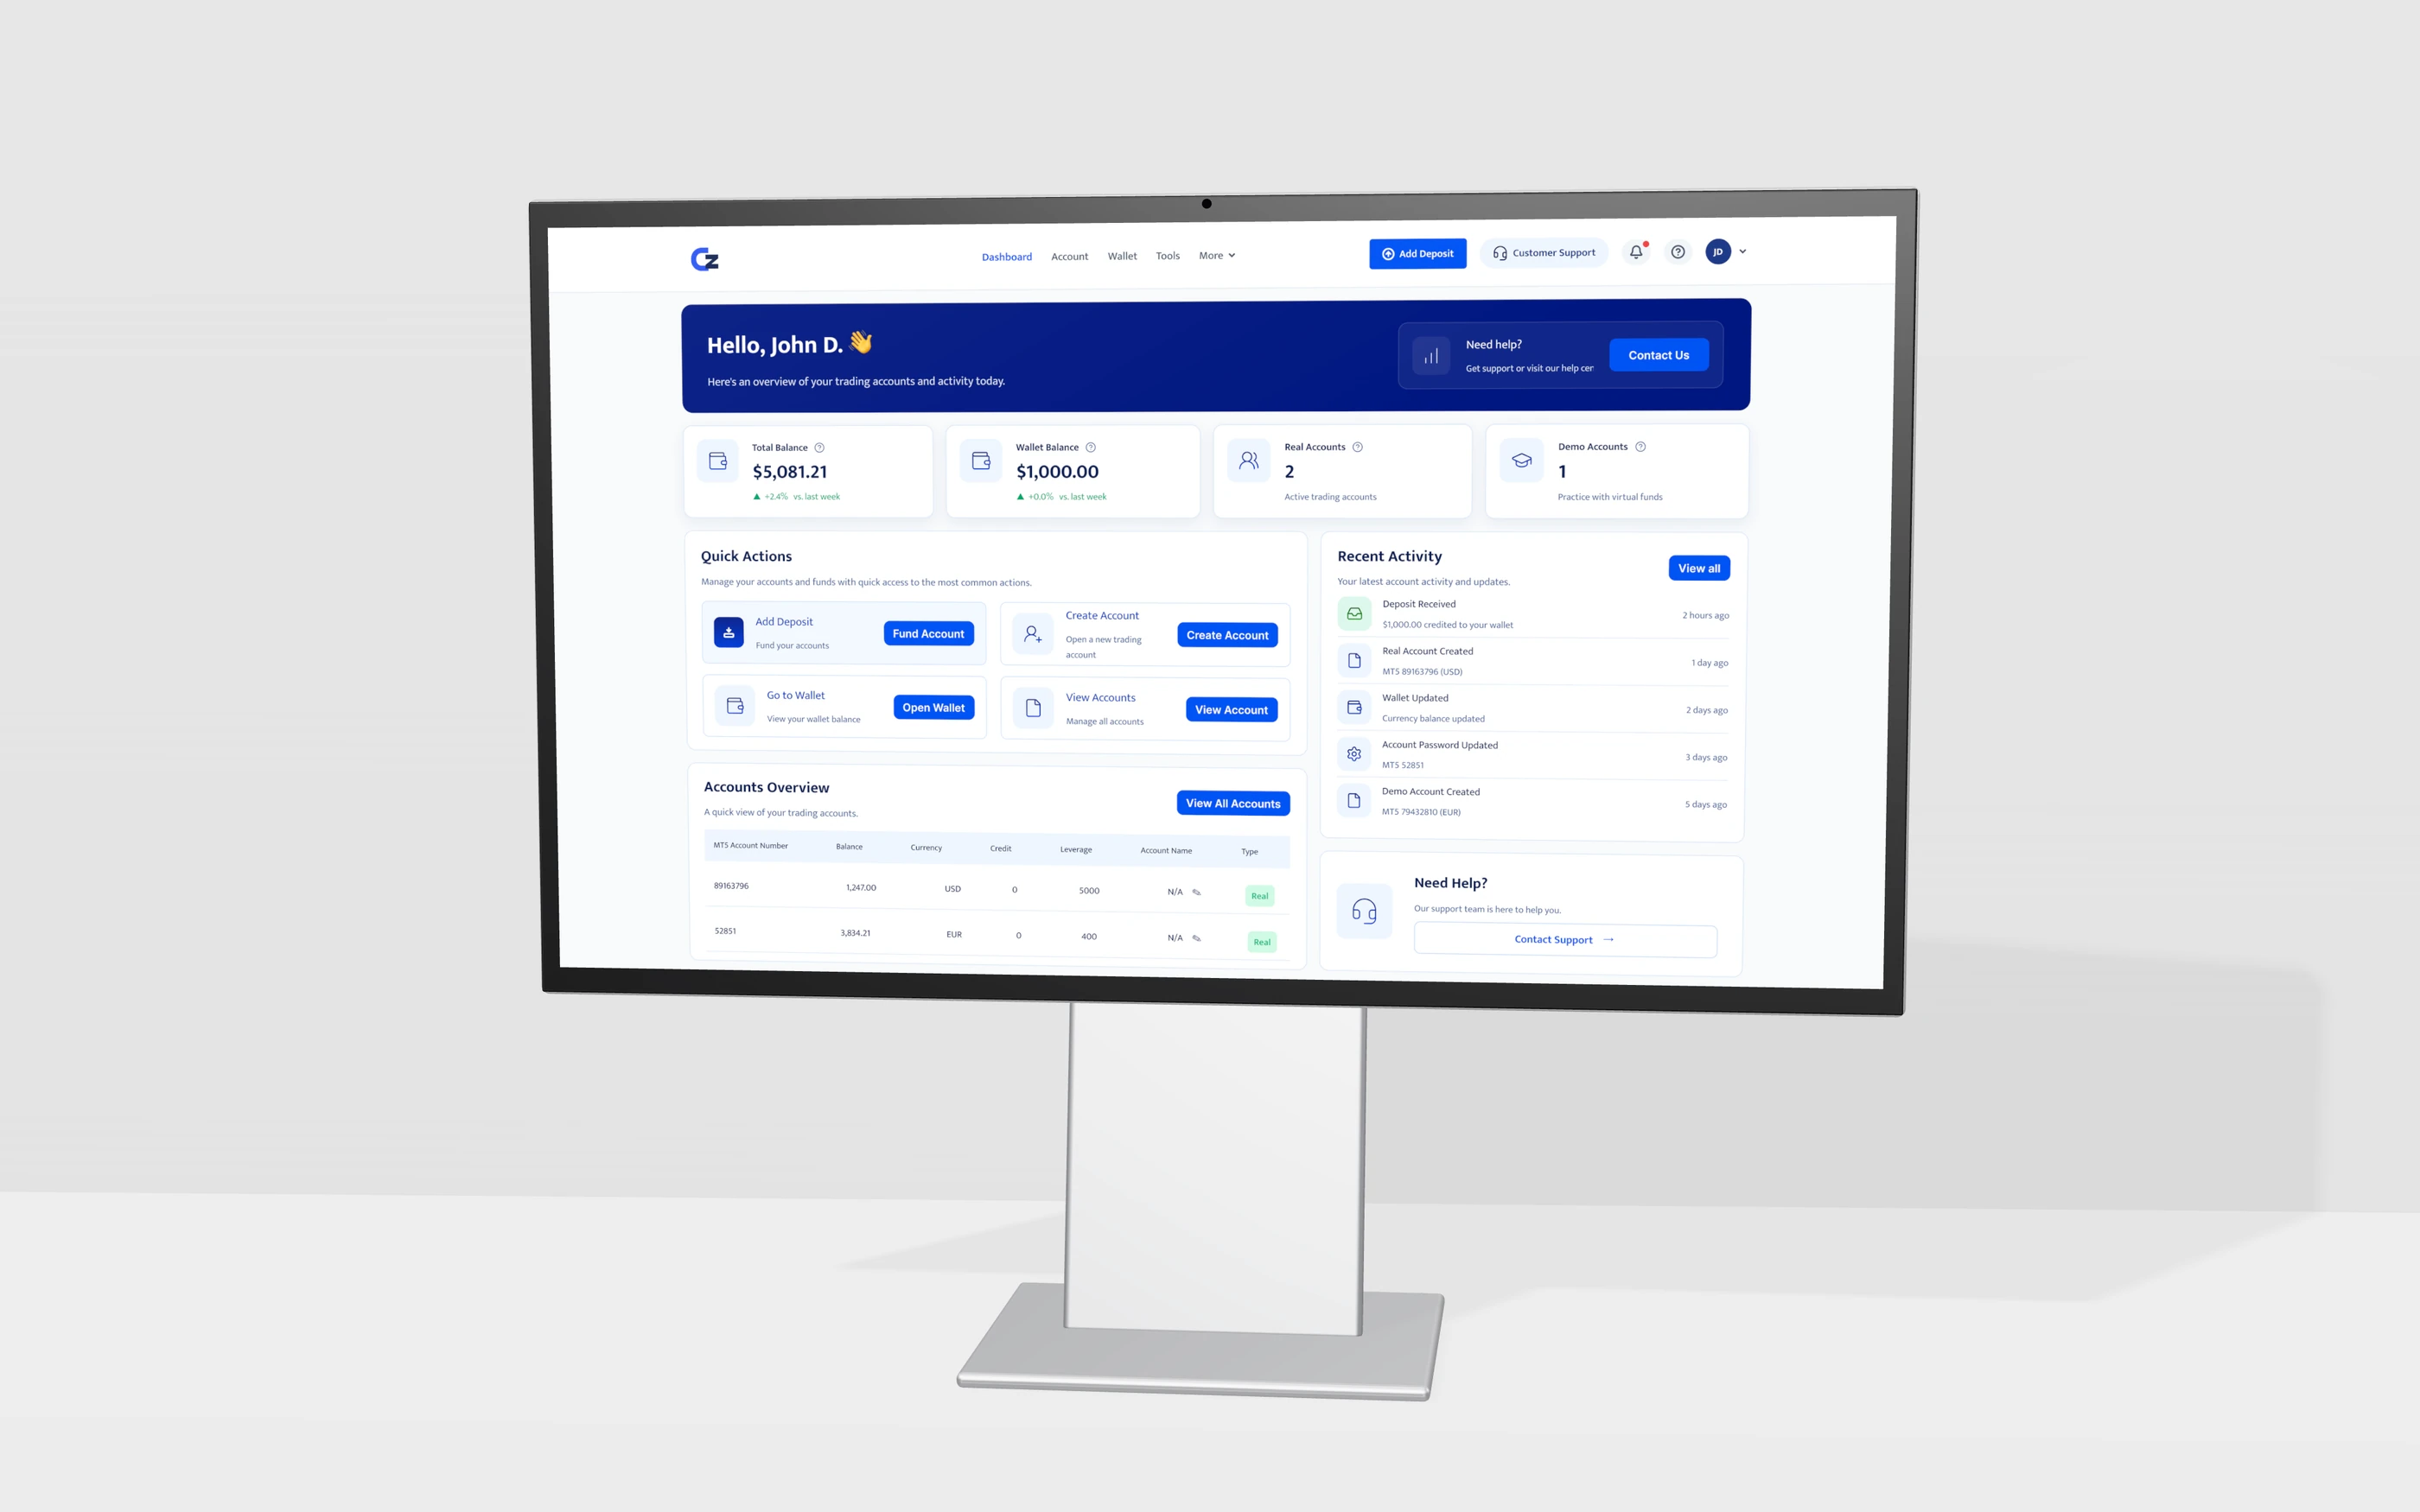 CZ
Dashboard Account Wallet Tools More
Add Deposit
Customer Support
JD
Hello, John D. 👋
Here's an overview of your trading accounts and activity today.
Need help?
Get support or visit our help cer
Contact Us
Total Balance
$5,081.21
+2.4% vs. last week
Wallet Balance
$1,000.00
+0.0% vs. last week
Real Accounts
2
Active trading accounts
Demo Accounts
1
Practice with virtual funds
Quick Actions
Manage your accounts and funds with quick access to the most common actions.
Add Deposit
Fund your accounts
Fund Account
Create Account
Open a new trading
account
Create Account
Go to Wallet
View your wallet balance
Open Wallet
View Accounts
Manage all accounts
View Account
Accounts Overview
A quick view of your trading accounts.
View All Accounts
MT5 Account Number Balance Currency Credit Leverage Account Name Type
89163796 1,247.00 USD 0 5000 N/A Real
52851 3,834.21 EUR 0 400 N/A Real
Recent Activity
Your latest account activity and updates.
View all
Deposit Received
$1,000.00 credited to your wallet
2 hours ago
Real Account Created
MT5 89163796 (USD)
1 day ago
Wallet Updated
Currency balance updated
2 days ago
Account Password Updated
MT5 52851
3 days ago
Demo Account Created
MT5 79432810 (EUR)
5 days ago
Need Help?
Our support team is here to help you.
Contact Support →